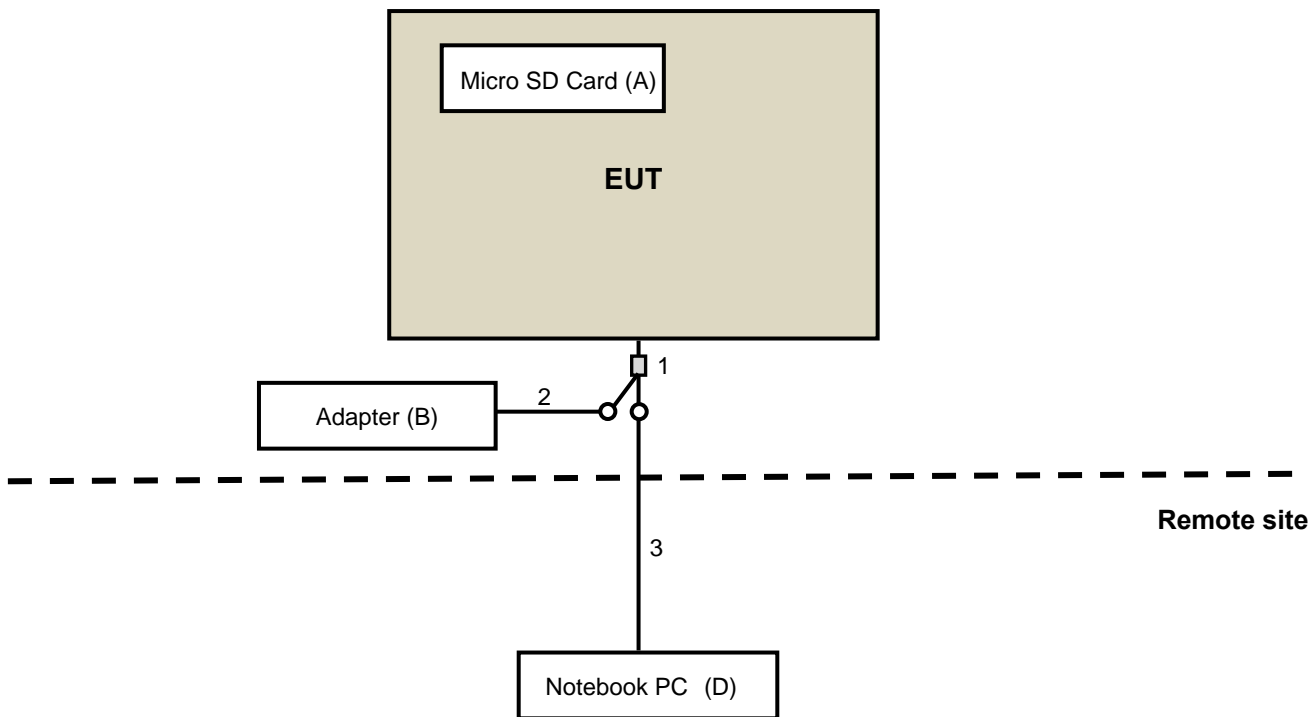 Micro SD Card (A)
EUT
1
2
Adapter (B)
Remote site
3
Notebook PC (D)